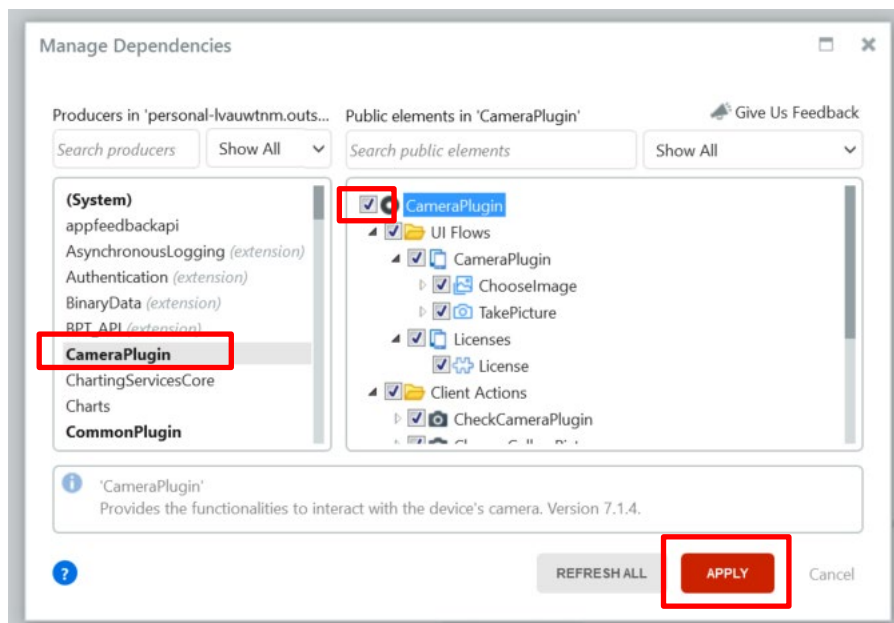 Manage Dependencies
Producers in 'personal-lvauwtnm.outs...
Public elements in 'CameraPlugin'
Give Us Feedback
Search producers
Show All
Search public elements
Show All
(System)
appfeedbackapi
AsynchronousLogging (extension)
Authentication (extension)
BinaryData (extension)
BPT_API (extension)
CameraPlugin
ChartingServicesCore
Charts
CommonPlugin
CameraPlugin
UI Flows
CameraPlugin
ChooseImage
TakePicture
Licenses
License
Client Actions
CheckCameraPlugin
'CameraPlugin'
Provides the functionalities to interact with the device's camera. Version 7.1.4.
?
REFRESH ALL
APPLY
Cancel